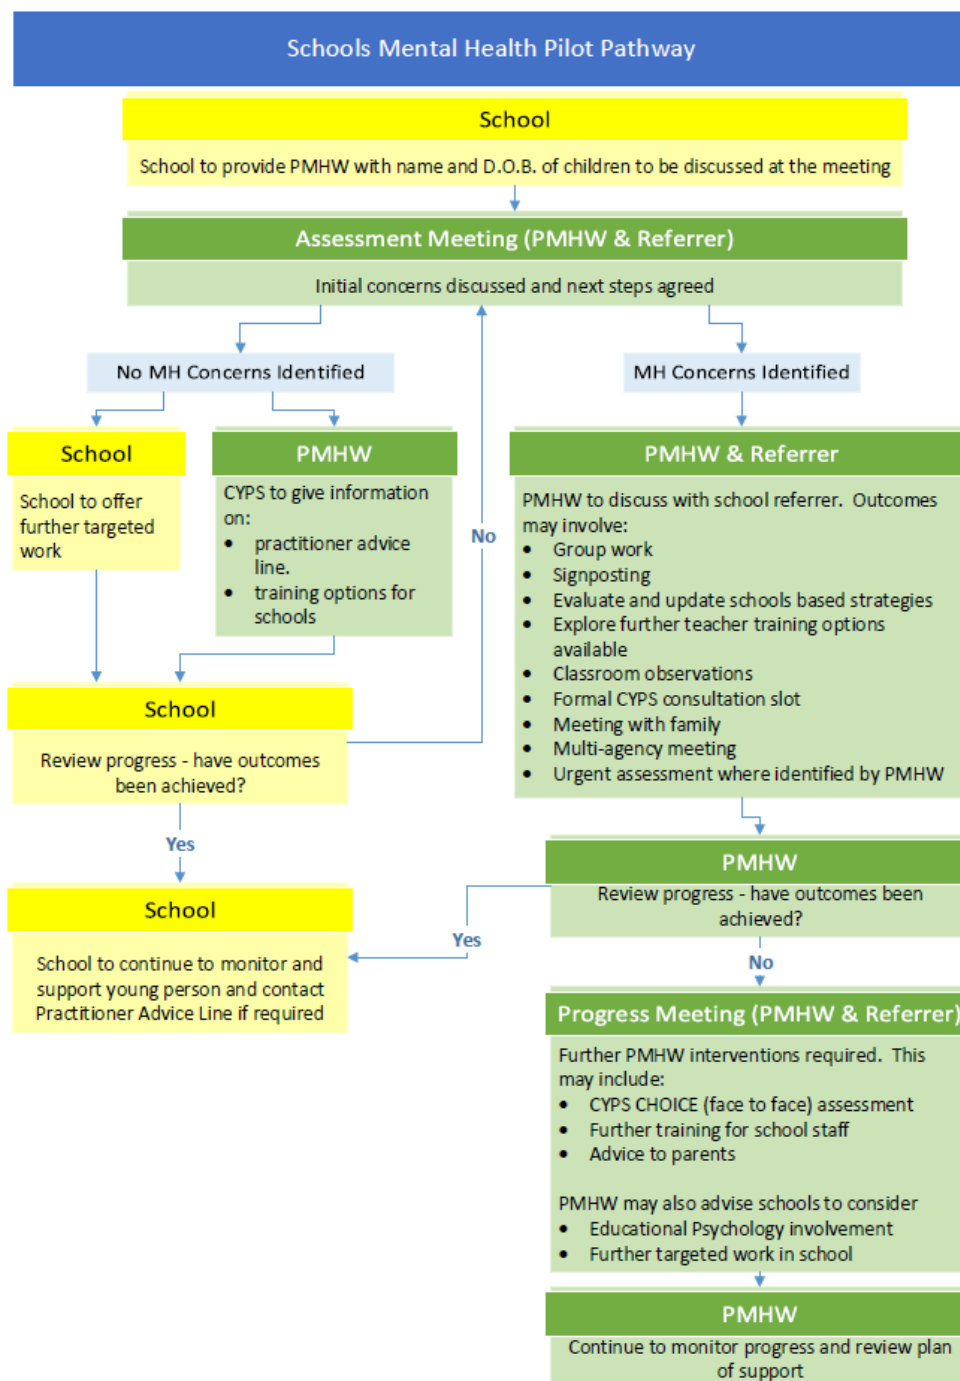 Schools Mental Health Pilot Pathway
School
School to provide PMHW with name and D.O.B. of children to be discussed at the meeting
Assessment Meeting (PMHW & Referrer)
Initial concerns discussed and next steps agreed
No MH Concerns Identified
MH Concerns Identified
School
School to offer
further targeted
work
PMHW
CYPS to give information
on:
• practitioner advice
line.
• training options for
schools
No
PMHW & Referrer
PMHW to discuss with school referrer. Outcomes
may involve:
• Group work
• Signposting
• Evaluate and update schools based strategies
• Explore further teacher training options
available
• Classroom observations
• Formal CYPS consultation slot
• Meeting with family
• Multi-agency meeting
• Urgent assessment where identified by PMHW
School
Review progress - have outcomes
been achieved?
Yes
School
School to continue to monitor and
support young person and contact
Practitioner Advice Line if required
PMHW
Review progress - have outcomes been
achieved?
Yes
No
Progress Meeting (PMHW & Referrer)
Further PMHW interventions required. This
may include:
• CYPS CHOICE (face to face) assessment
• Further training for school staff
• Advice to parents
PMHW may also advise schools to consider
• Educational Psychology involvement
• Further targeted work in school
PMHW
Continue to monitor progress and review plan
of support